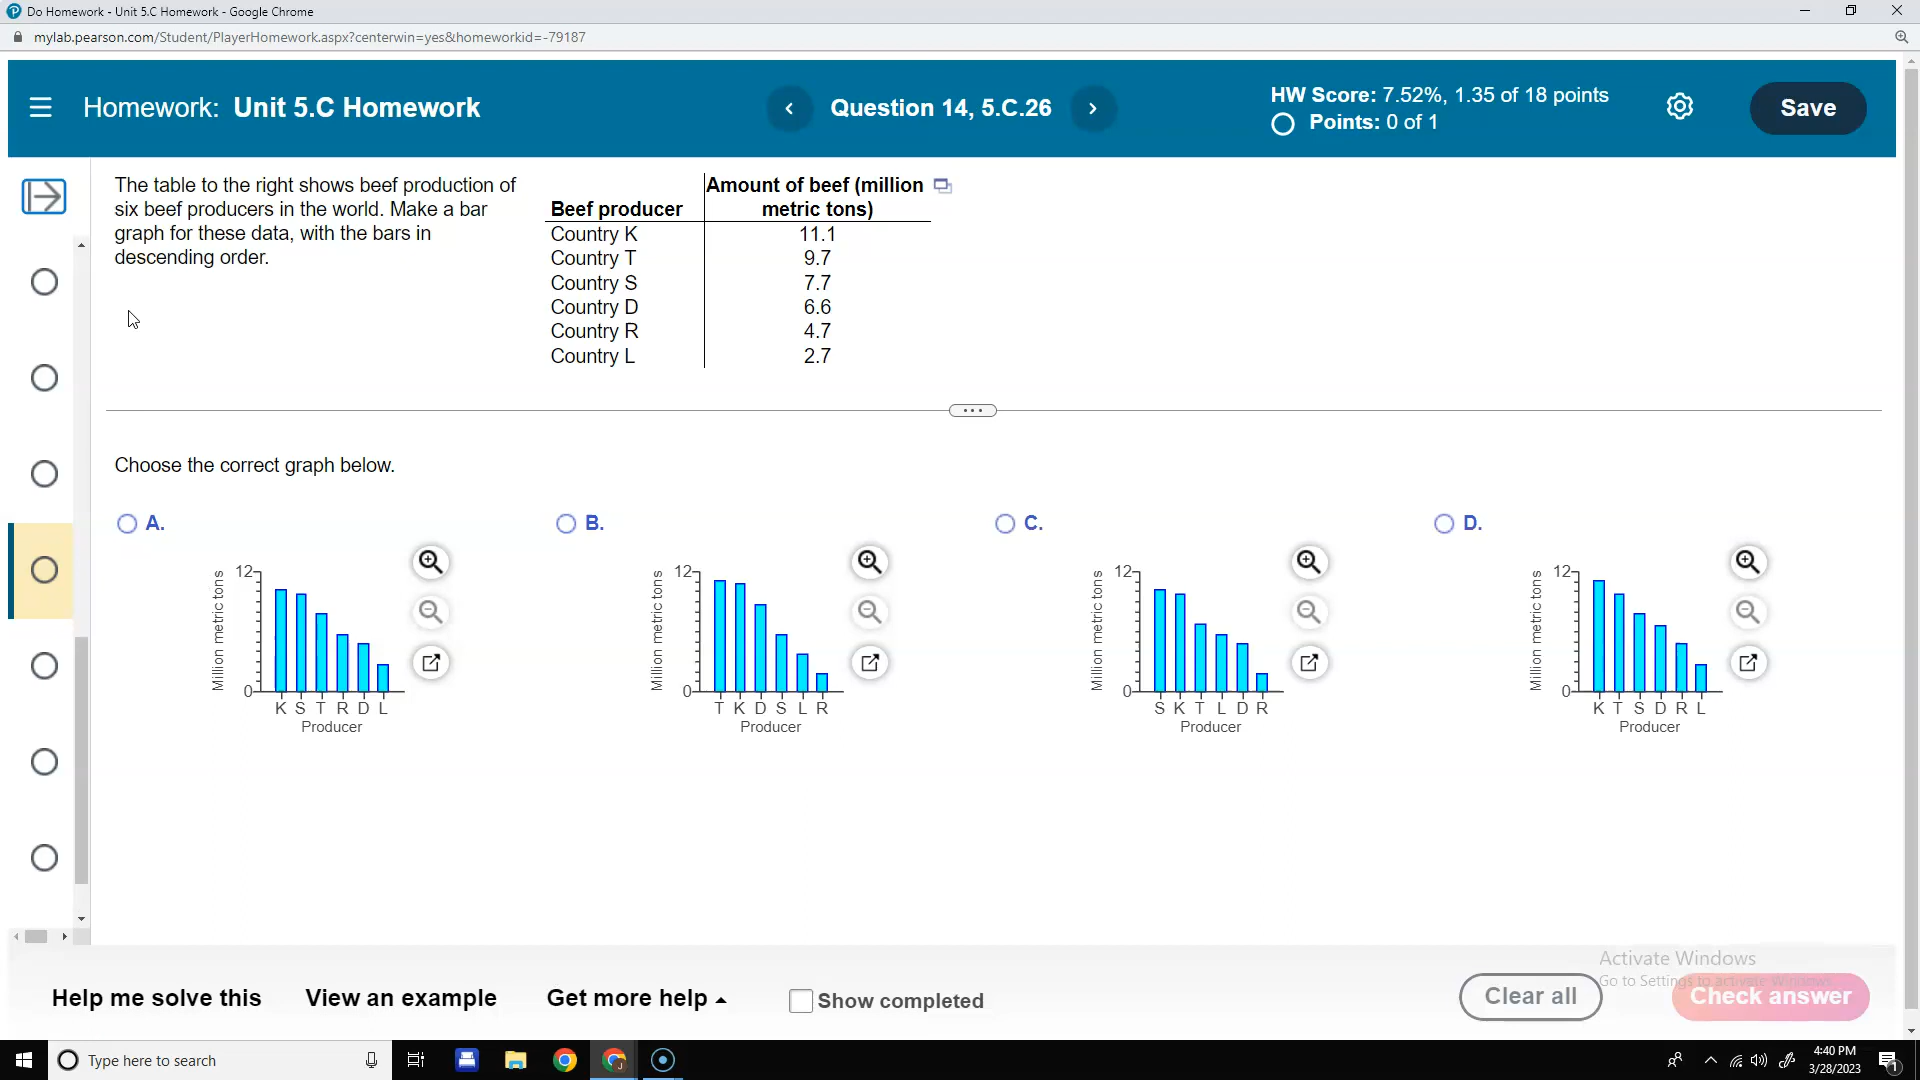 Do Homework - Unit 5.C Homework - Google Chrome
mylab.pearson.com/Student/PlayerHomework.aspx?centerwin=yes&homeworkid=-79187
Homework: Unit 5.C Homework
Question 14, 5.C.26
HW Score: 7.52%, 1.35 of 18 points
Points: 0 of 1
Save
The table to the right shows beef production of
six beef producers in the world. Make a bar
graph for these data, with the bars in
descending order.
Beef producer
Amount of beef (million
metric tons)
Country K 11.1
Country T 9.7
Country S 7.7
Country D 6.6
Country R 4.7
Country L 2.7
Choose the correct graph below.
A.
12
0
Million metric tons
K S T R D L
Producer
B.
12
0
Million metric tons
T K D S L R
Producer
C.
12
0
Million metric tons
S K T L D R
Producer
D.
12
0
Million metric tons
K T S D R L
Producer
Activate Windows
Go to Settings to activate Windows.
Help me solve this
View an example
Get more help
Show completed
Clear all
Check answer
Type here to search
4:40 PM
3/28/2023
1